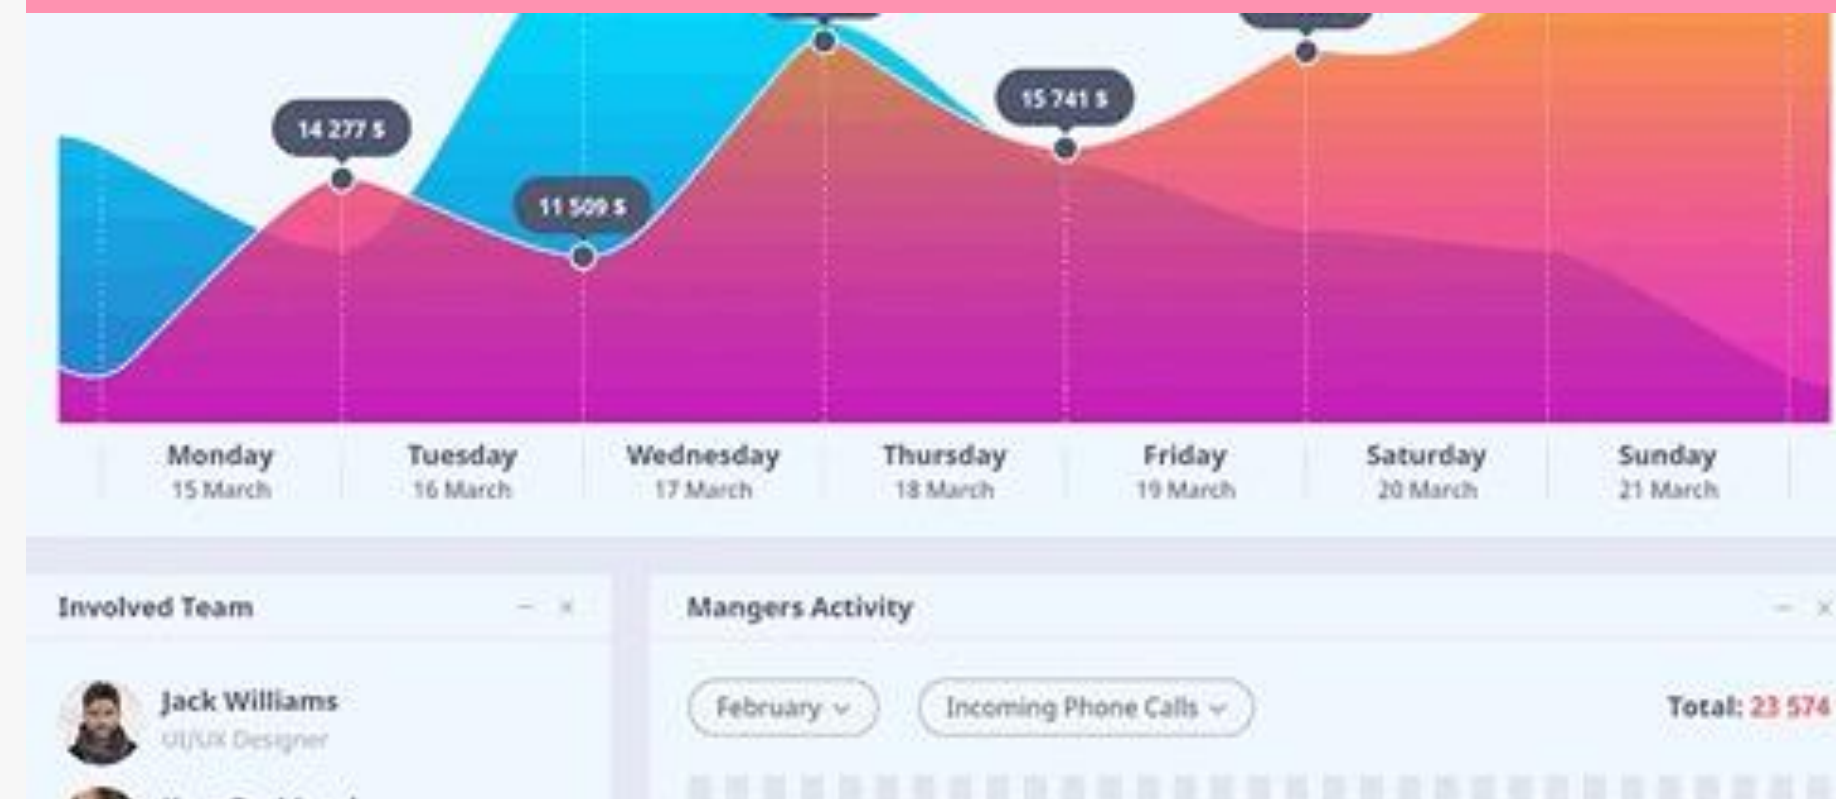 15 741 $
14 277 $
11 509 $
Monday Tuesday Wednesday Thursday Friday Saturday Sunday
15 March 16 March 17 March 18 March 19 March 20 March 21 March
Involved Team
Mangers Activity
Jack Williams
UI/UX Designer
February
Incoming Phone Calls
Total: 23 574